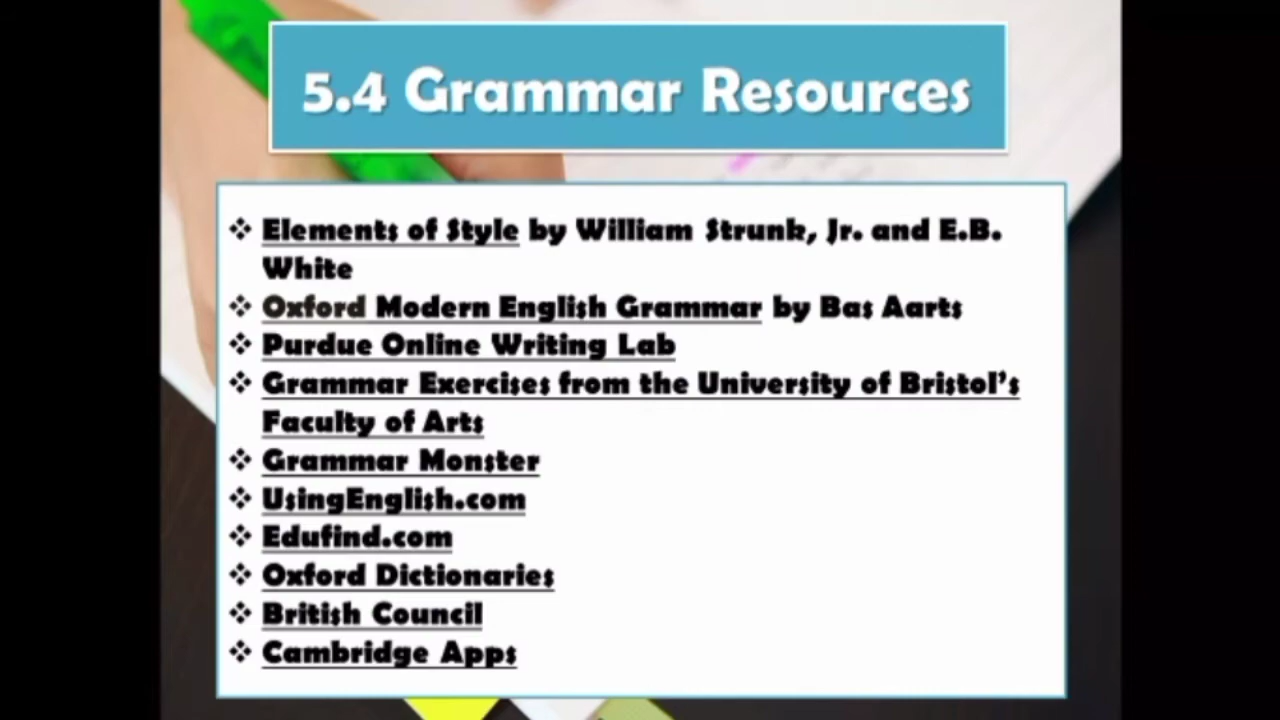 5.4 Grammar Resources
Elements of Style by William Strunk, Jr. and E.B.
White
Oxford Modern English Grammar by Bas Aarts
Purdue Online Writing Lab
Grammar Exercises from the University of Bristol’s
Faculty of Arts
Grammar Monster
UsingEnglish.com
Edufind.com
Oxford Dictionaries
British Council
Cambridge Apps